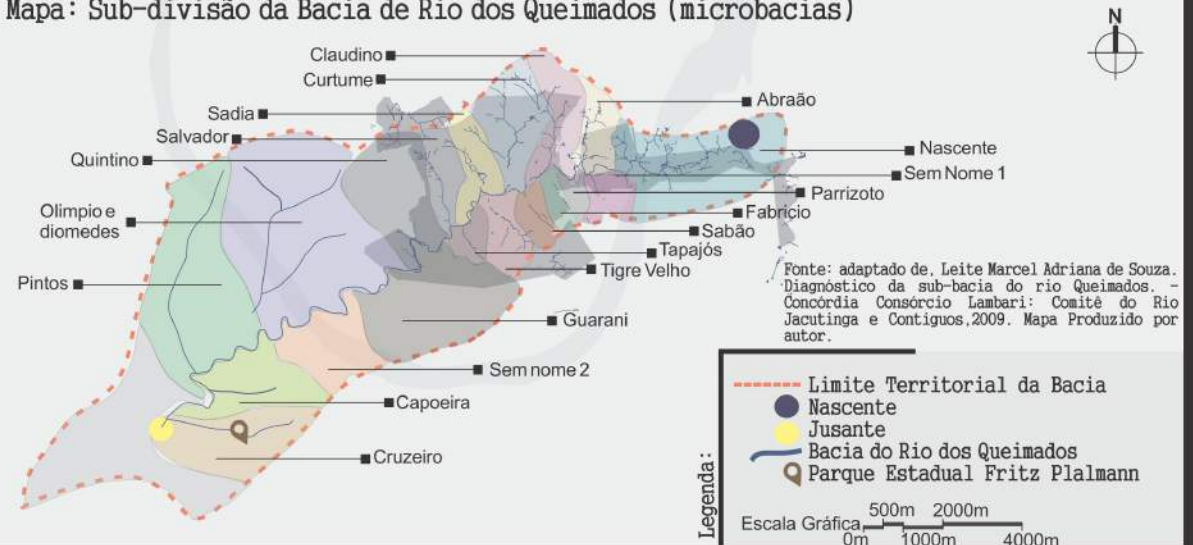 Mapa: Sub-divisão da Bacia de Rio dos Queimados (microbacias)
N
Claudino
Curtume
Sadia
Salvador
Quintino
Olimpio e
diomedes
Pintos
Abraão
Nascente
Sem Nome 1
Parrizoto
Fabricio
Sabão
Tapajós
Tigre Velho
Guarani
Sem nome 2
Capoeira
Cruzeiro
Fonte: adaptado de, Leite Marcel Adriana de Souza.
Diagnóstico da sub-bacia do rio Queimados. –
Concórdia Consórcio Lambari: Comitê do Rio
Jacutinga e Contiguos,2009. Mapa Produzido por
autor.
Legenda:
Limite Territorial da Bacia
Nascente
Jusante
Bacia do Rio dos Queimados
Parque Estadual Fritz Plalmann
Escala Gráfica
500m 2000m
0m 1000m 4000m